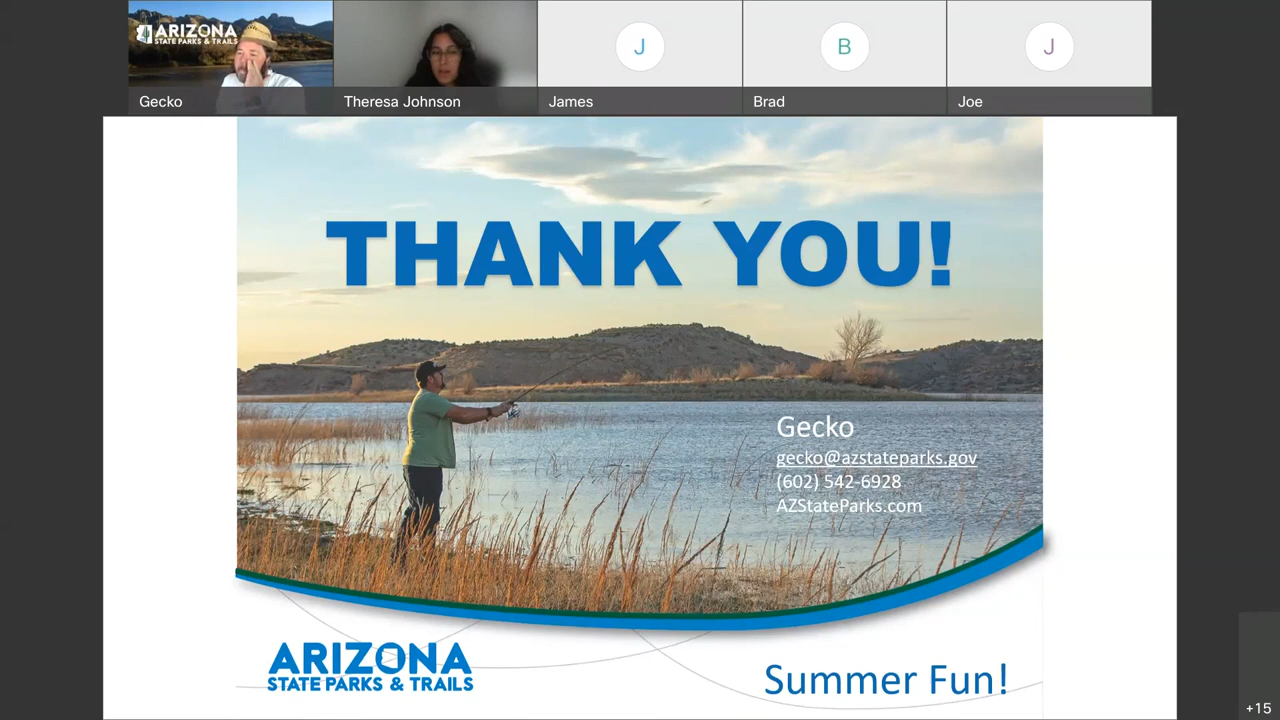 ARIZONA
STATE PARKS & TRAILS
Gecko
Theresa Johnson
J
James
B
Brad
J
Joe
THANK YOU!
Gecko
gecko@azstateparks.gov
(602) 542-6928
AZStateParks.com
ARIZONA
STATE PARKS & TRAILS
Summer Fun!
+15